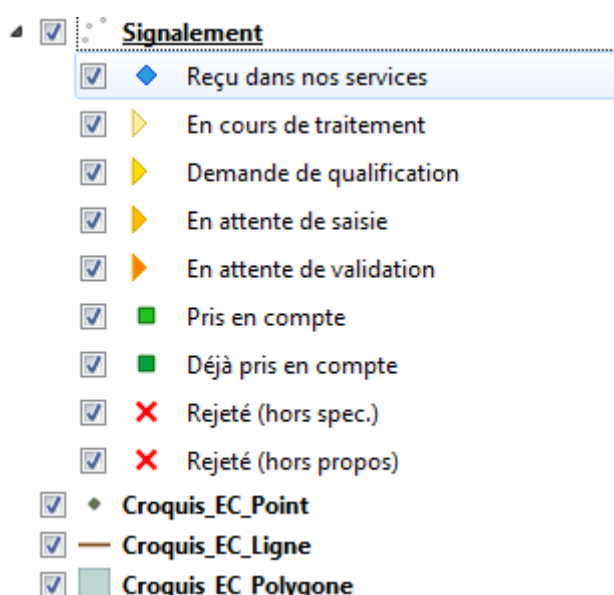 Signalement
Reçu dans nos services
En cours de traitement
Demande de qualification
En attente de saisie
En attente de validation
Pris en compte
Déjà pris en compte
Rejeté (hors spec.)
Rejeté (hors propos)
Croquis_EC_Point
Croquis_EC_Ligne
Croquis_EC_Polygone